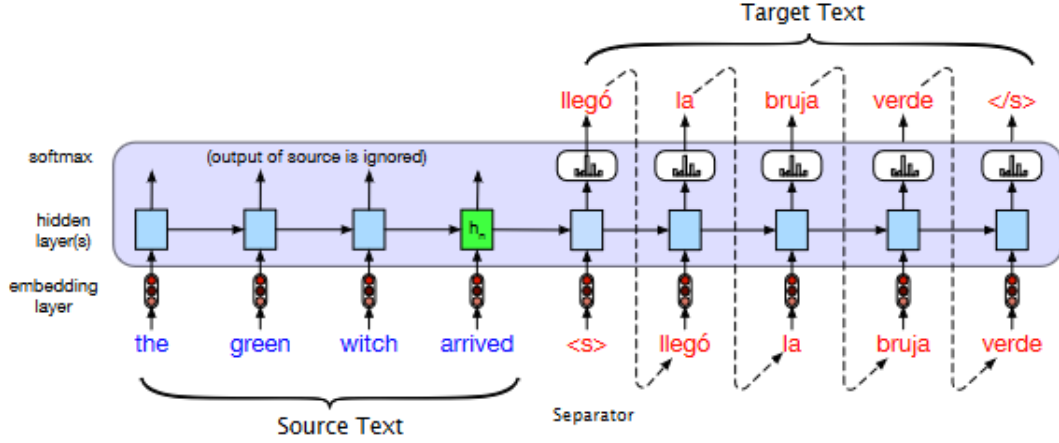 Target Text
llegó la bruja verde </s>
softmax (output of source is ignored)
hidden layer(s) hₙ
embedding layer
the green witch arrived <s> llegó la bruja verde
Source Text
Separator